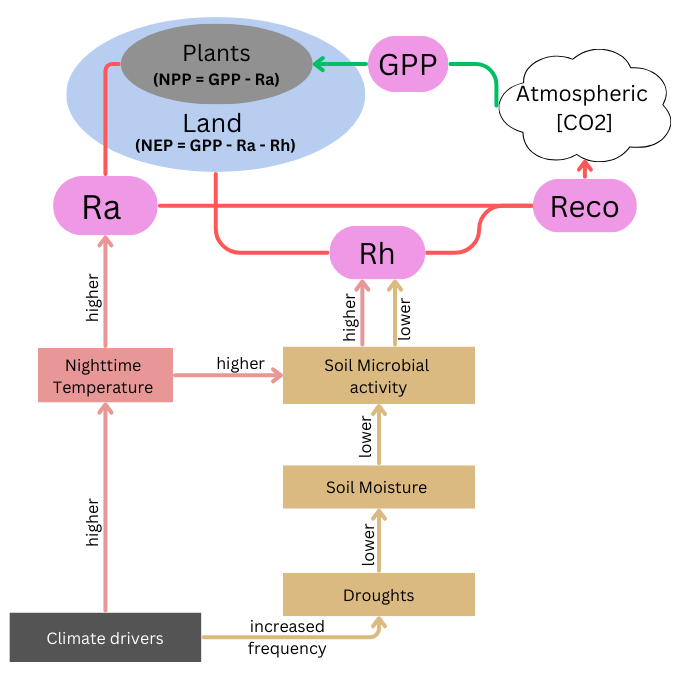 Plants
(NPP = GPP - Ra)
GPP
Atmospheric
[CO2]
Land
(NEP = GPP - Ra - Rh)
Ra
Reco
Rh
higher
higher
lower
Nighttime
Temperature
higher
Soil Microbial
activity
lower
Soil Moisture
higher
lower
Droughts
Climate drivers
increased
frequency